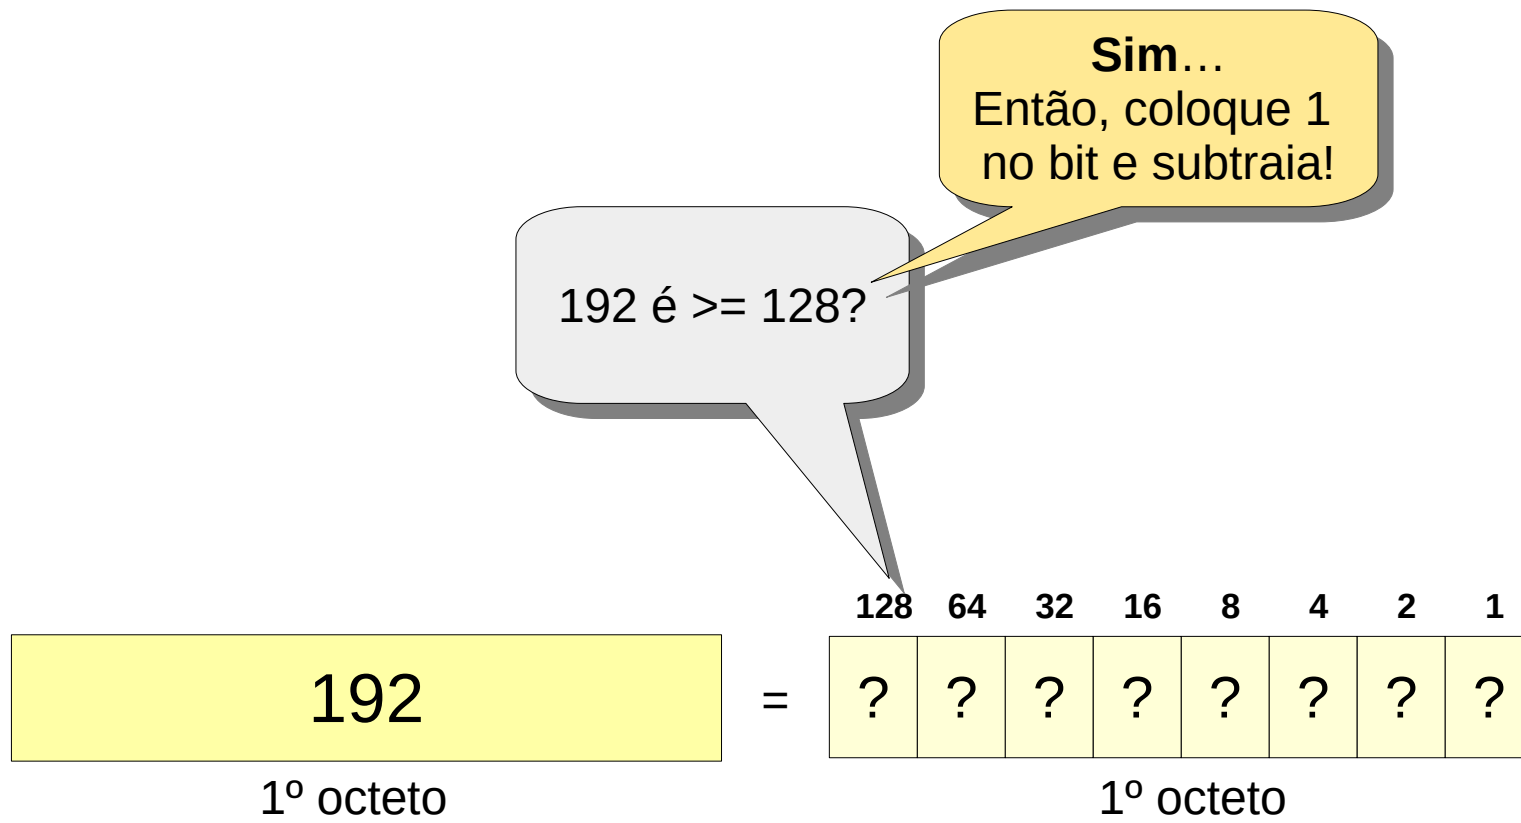 Sim…
Então, coloque 1
no bit e subtraia!
192 é >= 128?
128 64 32 16 8 4 2 1
192 = ? ? ? ? ? ? ? ?
1º octeto 1º octeto